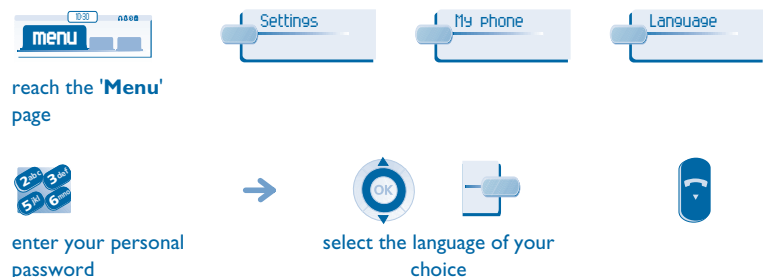 10:30
menu
Settings
My phone
Language
reach the 'Menu'
page
2abc 3def
5jkl 6mno
OK
enter your personal
password
select the language of your
choice